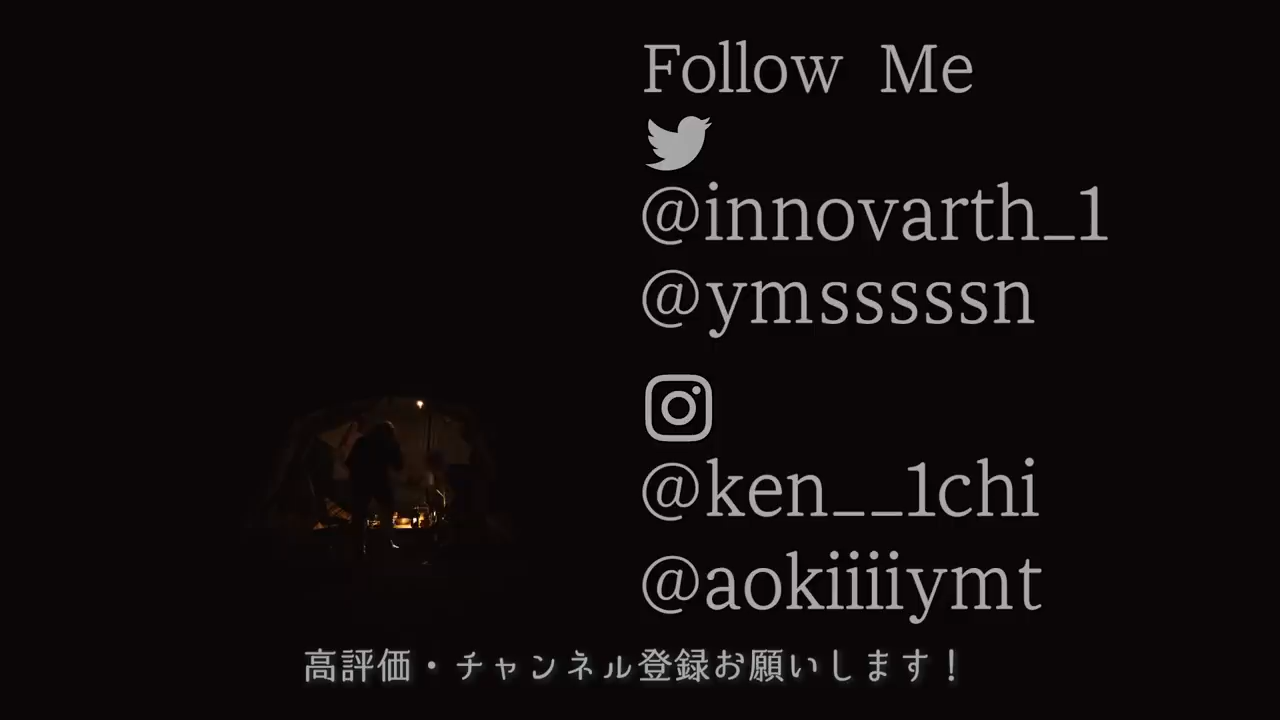 Follow Me
@innovarth_1
@ymsssssn
@ken__1chi
@aokiiiiymt
高評価・チャンネル登録お願いします！